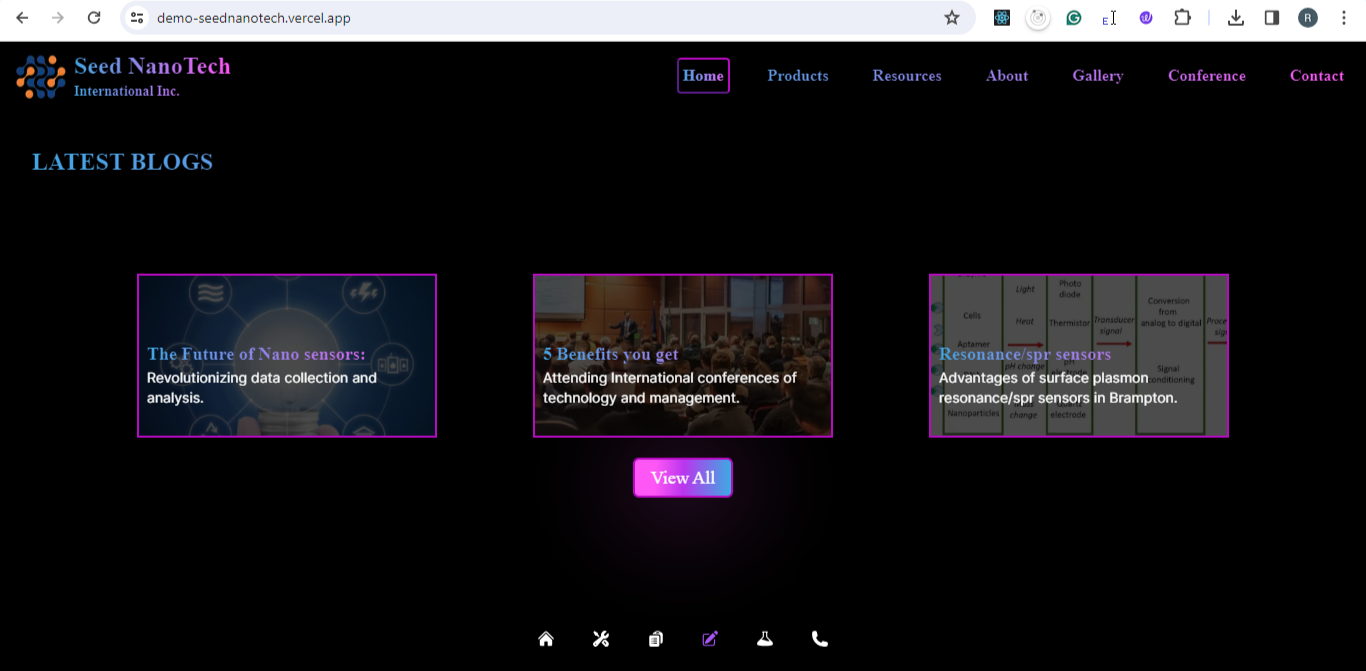 demo-seednanotech.vercel.app
R
Seed NanoTech
International Inc.
Home Products Resources About Gallery Conference Contact
LATEST BLOGS
The Future of Nano sensors:
Revolutionizing data collection and
analysis.
5 Benefits you get
Attending International conferences of
technology and management.
Light
Photo
diode
Cells
Heat
Thermistor
Transducer
signal
Conversion
from
analog to digital
Aptamer
pH change
Signal
Nanoparticles
change
electrode
Resonance/spr sensors
Advantages of surface plasmon
resonance/spr sensors in Brampton.
View All